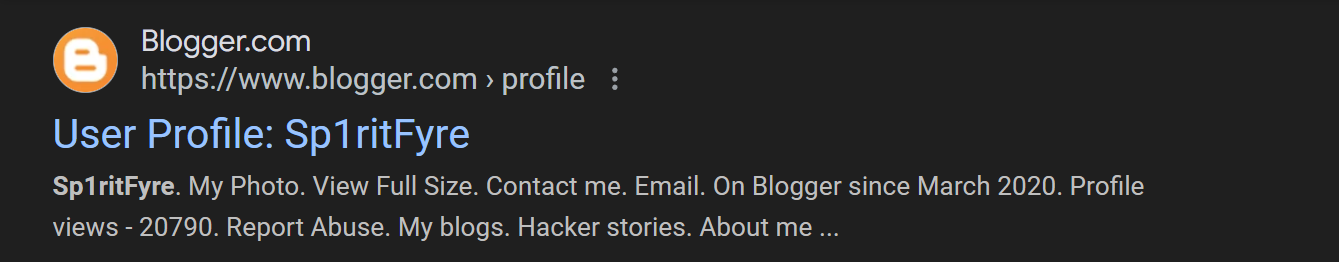 Blogger.com
https://www.blogger.com › profile
User Profile: Sp1ritFyre
Sp1ritFyre. My Photo. View Full Size. Contact me. Email. On Blogger since March 2020. Profile
views - 20790. Report Abuse. My blogs. Hacker stories. About me ...